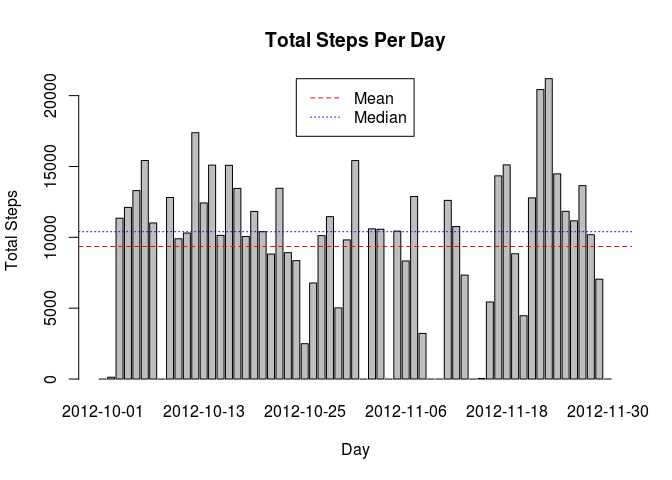 Total Steps Per Day
Mean
Median
Total Steps
20000
15000
10000
5000
0
2012-10-01 2012-10-13 2012-10-25 2012-11-06 2012-11-18 2012-11-30
Day